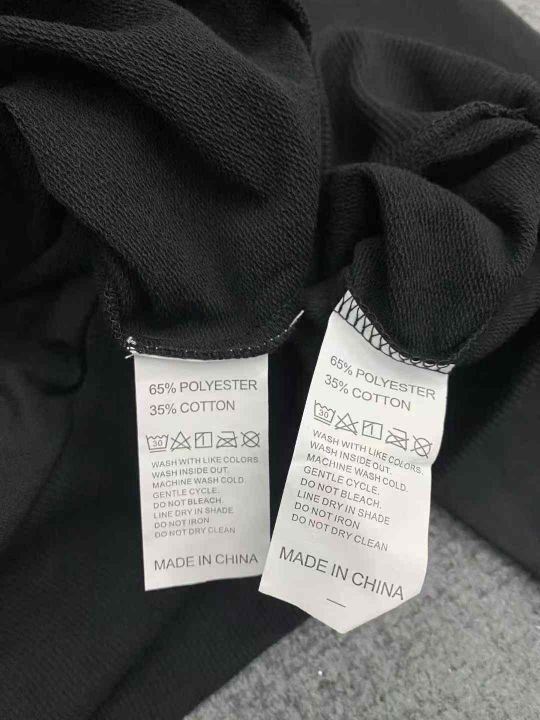 65% POLYESTER
35% COTTON
30
WASH WITH LIKE COLORS
WASH INSIDE OUT.
MACHINE WASH COLD.
GENTLE CYCLE.
DO NOT BLEACH.
LINE DRY IN SHADE
DO NOT IRON
DO NOT DRY CLEAN
MADE IN CHINA
65% POLYESTER
35% COTTON
30
WASH WITH LIKE COLORS.
WASH INSIDE OUT.
MACHINE WASH COLD.
GENTLE CYCLE.
DO NOT BLEACH.
LINE DRY IN SHADE
DO NOT IRON
DO NOT DRY CLEAN
MADE IN CHINA